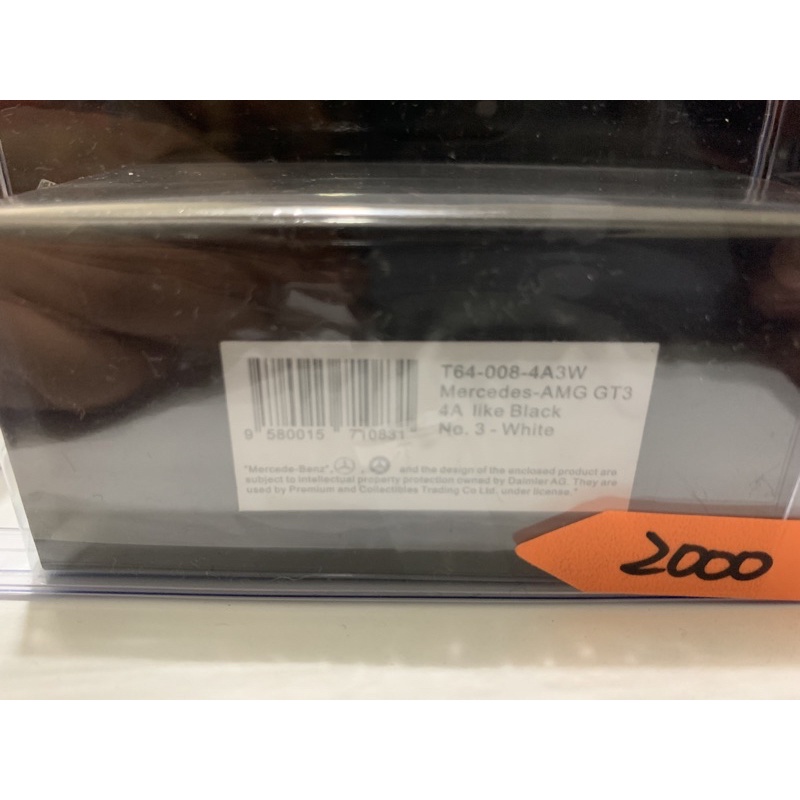 T64-008-4A3W
Mercedes-AMG GT3
4A like Black
No. 3 - White
9 580015 710831
"Mercede-Banz", and the design of the enclosed product are
subject to intellectual property protection owned by Daimler AG. They are
used by Premium and Collectibles Trading Co Ltd. under license."
2000